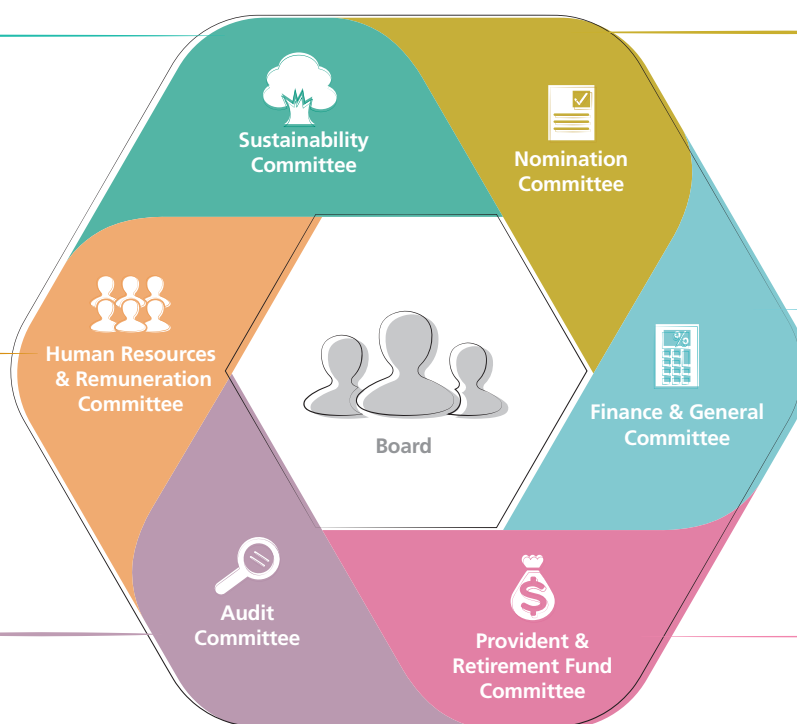 Sustainability
Committee
Nomination
Committee
Human Resources
& Remuneration
Committee
Board
Finance & General
Committee
Audit
Committee
Provident &
Retirement Fund
Committee